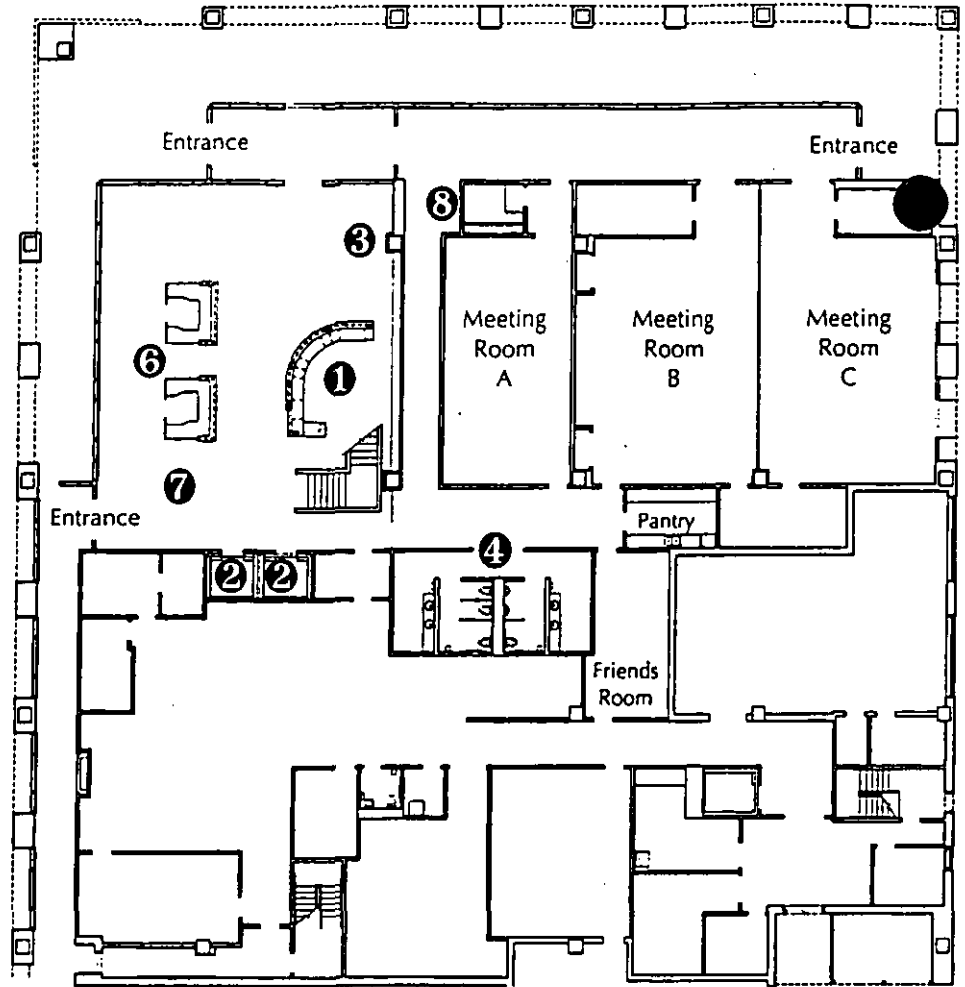 Entrance
Entrance
8
3
Meeting
Room
A
Meeting
Room
B
Meeting
Room
C
6
1
7
Entrance
Pantry
4
2
2
Friends
Room